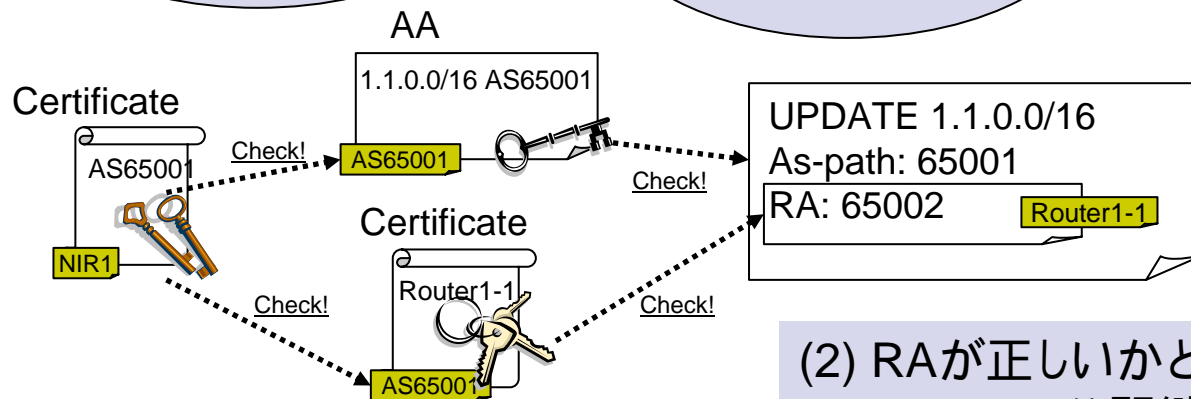 AA
1.1.0.0/16 AS65001
AS65001
Certificate
AS65001
NIR1
Check!
Check!
Certificate
Router1-1
AS65001
Check!
Check!
UPDATE 1.1.0.0/16
As-path: 65001
RA: 65002
Router1-1
(2) RAが正しいかと